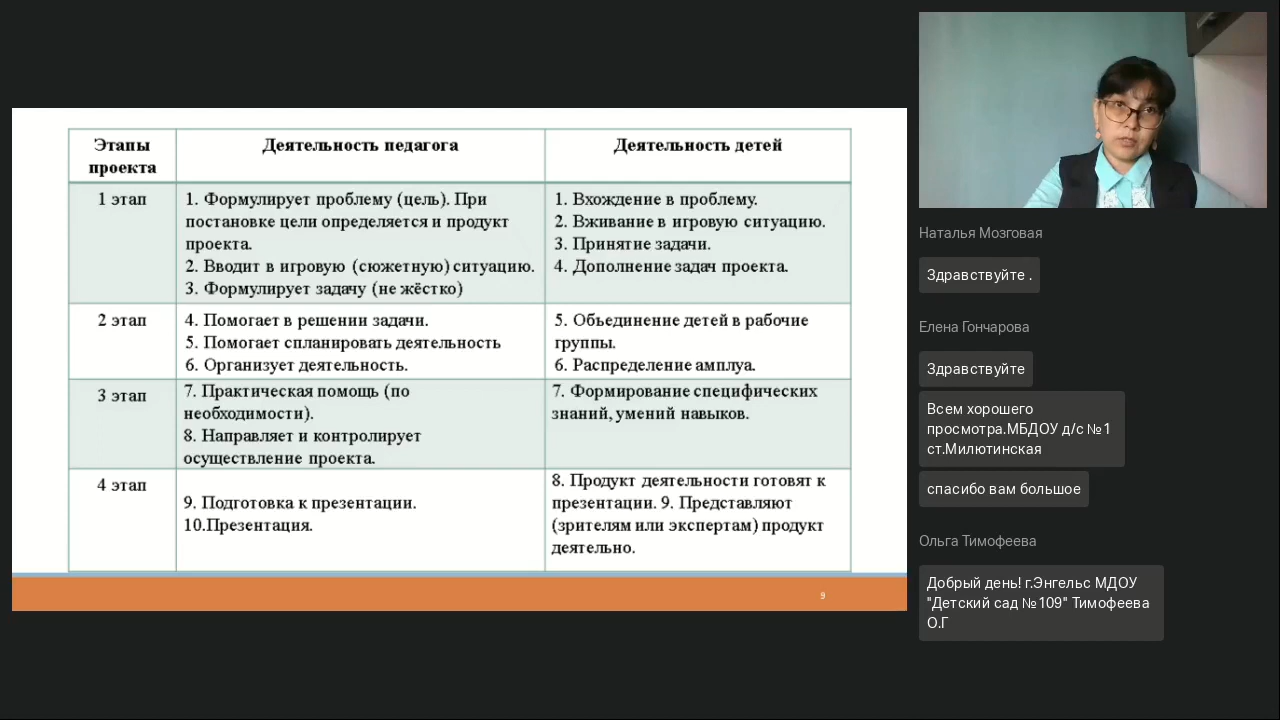 Этапы
проекта
Деятельность педагога
Деятельность детей
1 этап
1. Формулирует проблему (цель). При
постановке цели определяется и продукт
проекта.
2. Вводит в игровую (сюжетную) ситуацию.
3. Формулирует задачу (не жёстко)
1. Вхождение в проблему.
2. Вживание в игровую ситуацию.
3. Принятие задачи.
4. Дополнение задач проекта.
2 этап
4. Помогает в решении задачи.
5. Помогает спланировать деятельность
6. Организует деятельность.
5. Объединение детей в рабочие
группы.
6. Распределение амплуа.
3 этап
7. Практическая помощь (по
необходимости).
8. Направляет и контролирует
осуществление проекта.
7. Формирование специфических
знаний, умений навыков.
4 этап
9. Подготовка к презентации.
10.Презентация.
8. Продукт деятельности готовят к
презентации. 9. Представляют
(зрителям или экспертам) продукт
деятельно.
9
Наталья Мозговая
Здравствуйте .
Елена Гончарова
Здравствуйте
Всем хорошего
просмотра.МБДОУ д/с №1
ст.Милютинская
спасибо вам большое
Ольга Тимофеева
Добрый день! г.Энгельс МДОУ
"Детский сад №109" Тимофеева
О.Г